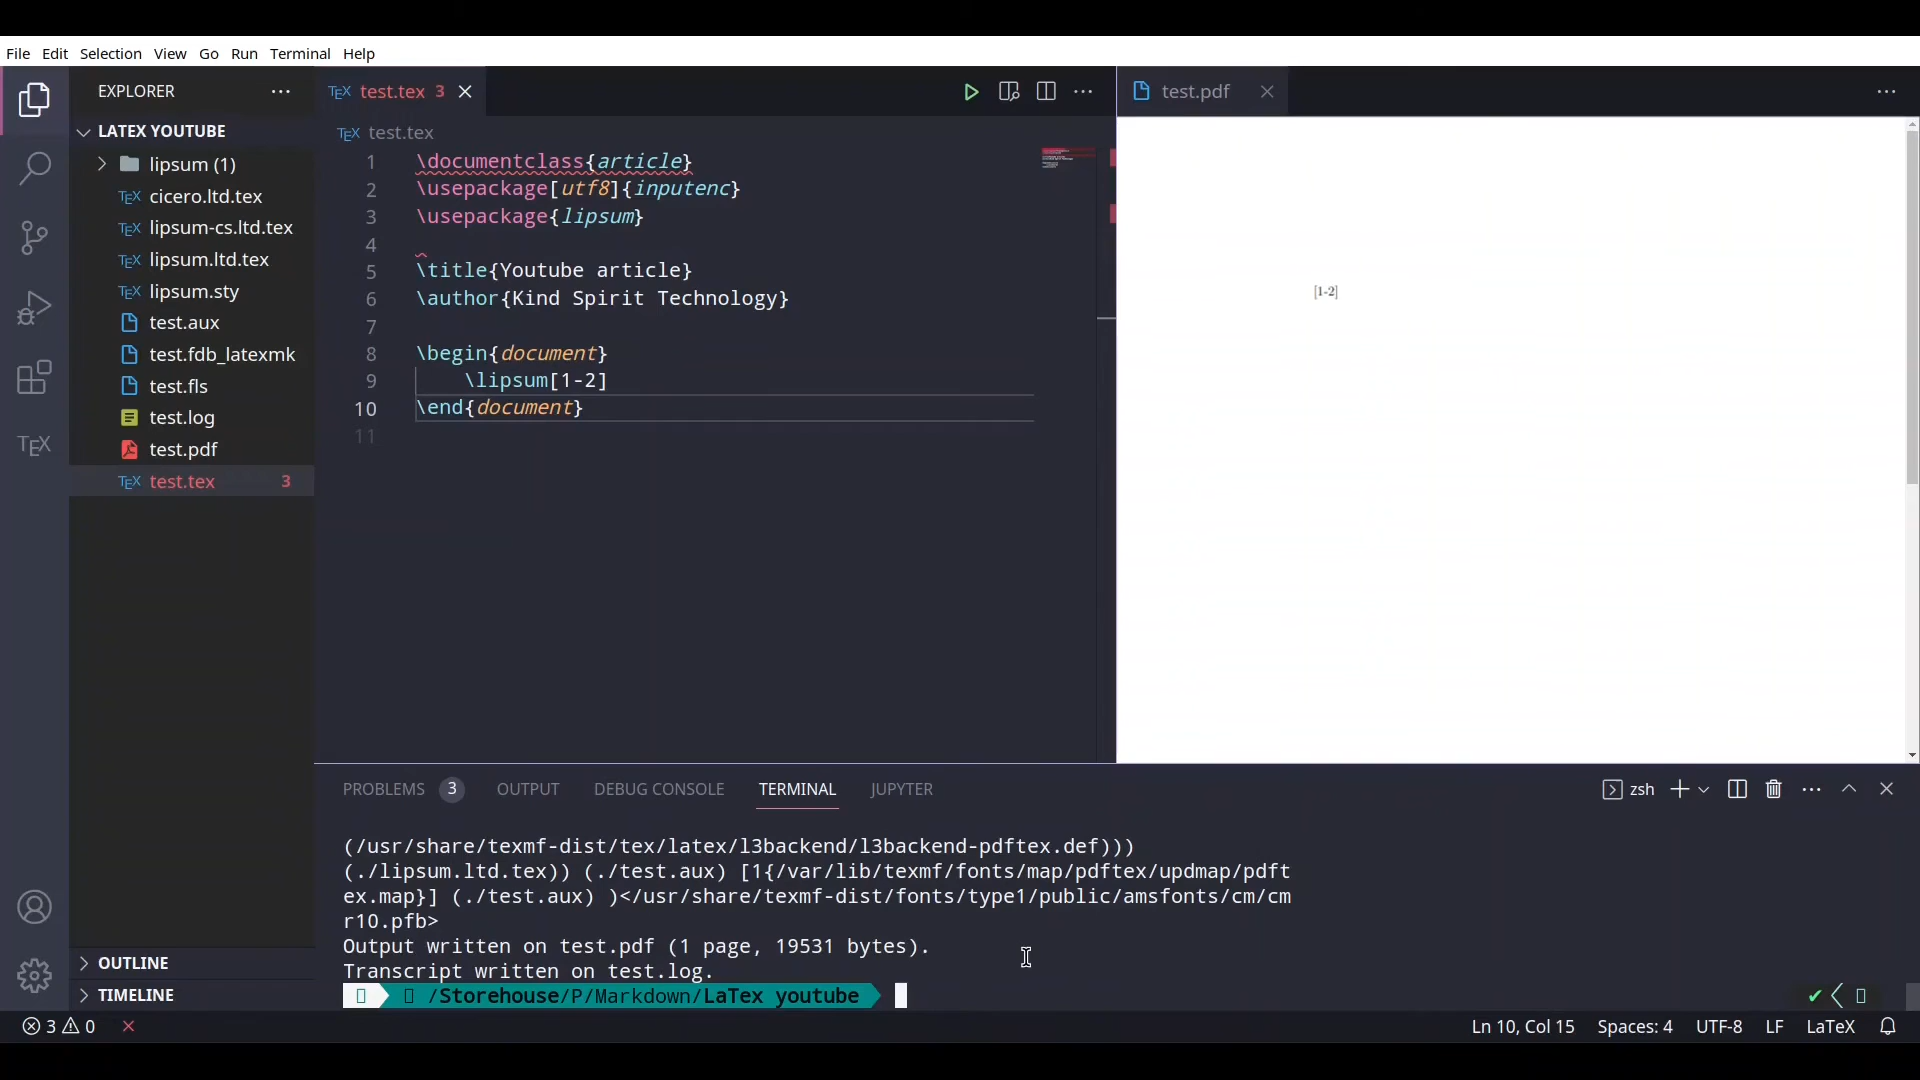 File Edit Selection View Go Run Terminal Help
EXPLORER
LATEX YOUTUBE
lipsum (1)
TEX cicero.ltd.tex
TEX lipsum-cs.ltd.tex
TEX lipsum.ltd.tex
TEX lipsum.sty
test.aux
test.fdb_latexmk
test.fls
test.log
test.pdf
TEX test.tex 3
OUTLINE
TIMELINE
TEX
TEX test.tex 3
TEX test.tex
1 \documentclass{article}
2 \usepackage[utf8]{inputenc}
3 \usepackage{lipsum}
4
5 \title{Youtube article}
6 \author{Kind Spirit Technology}
7
8 \begin{document}
9 \lipsum[1-2]
10 \end{document}
11
test.pdf
[1-2]
PROBLEMS 3 OUTPUT DEBUG CONSOLE TERMINAL JUPYTER zsh
(/usr/share/texmf-dist/tex/latex/l3backend/l3backend-pdftex.def)))
(./lipsum.ltd.tex)) (./test.aux) [1{/var/lib/texmf/fonts/map/pdftex/updmap/pdft
ex.map}] (./test.aux) )</usr/share/texmf-dist/fonts/type1/public/amsfonts/cm/cm
r10.pfb>
Output written on test.pdf (1 page, 19531 bytes).
Transcript written on test.log.
/Storehouse/P/Markdown/LaTex youtube
3 0 Ln 10, Col 15 Spaces: 4 UTF-8 LF LaTeX